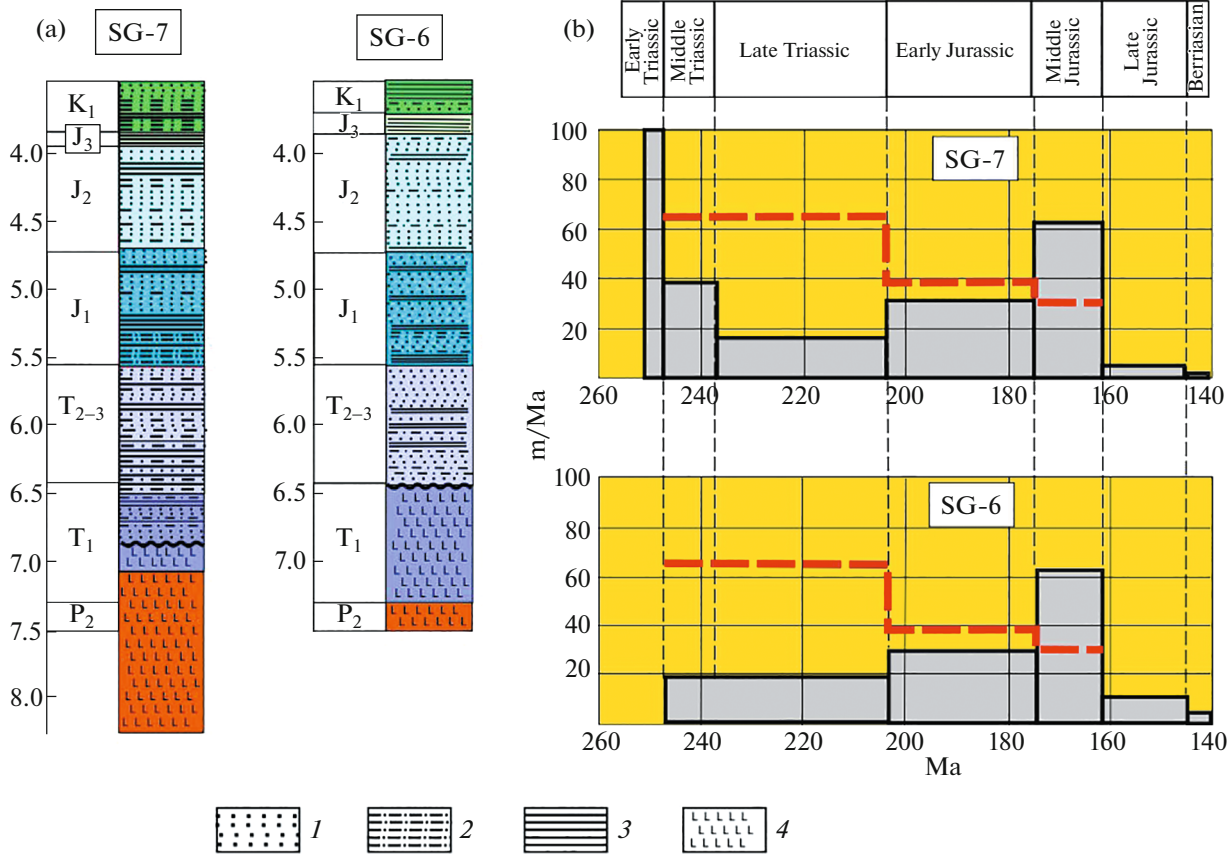 (a)
SG-7
SG-6
K1
J3
4.0
J2
4.5
5.0
J1
5.5
T2–3
6.0
6.5
T1
7.0
P2
7.5
8.0
K1
J3
4.0
J2
4.5
5.0
J1
5.5
T2–3
6.0
6.5
T1
7.0
P2
7.5
(b)
Early
Triassic
Middle
Triassic
Late Triassic
Early Jurassic
Middle
Jurassic
Late
Jurassic
Berriasian
SG-7
100
80
60
40
20
260
240
220
200
180
160
140
m/Ma
SG-6
100
80
60
40
20
260
240
220
200
180
160
140
Ma
1
2
3
4